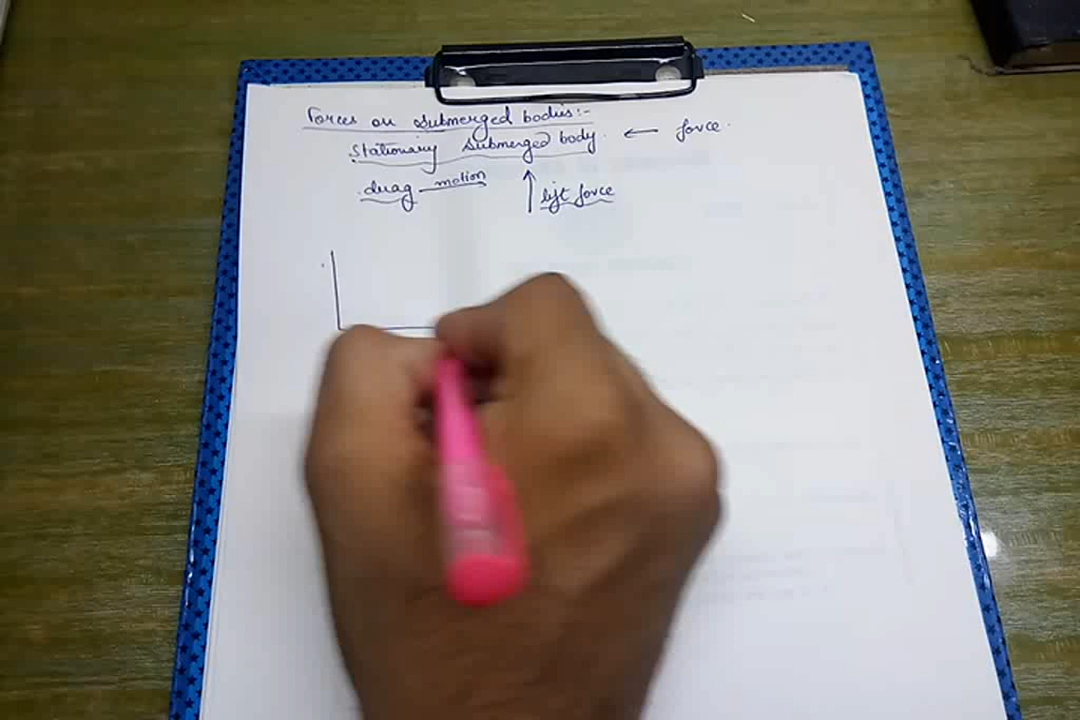 Forces on submerged bodies:-
Stationary submerged body. ← force.
drag motion ↑ lift force